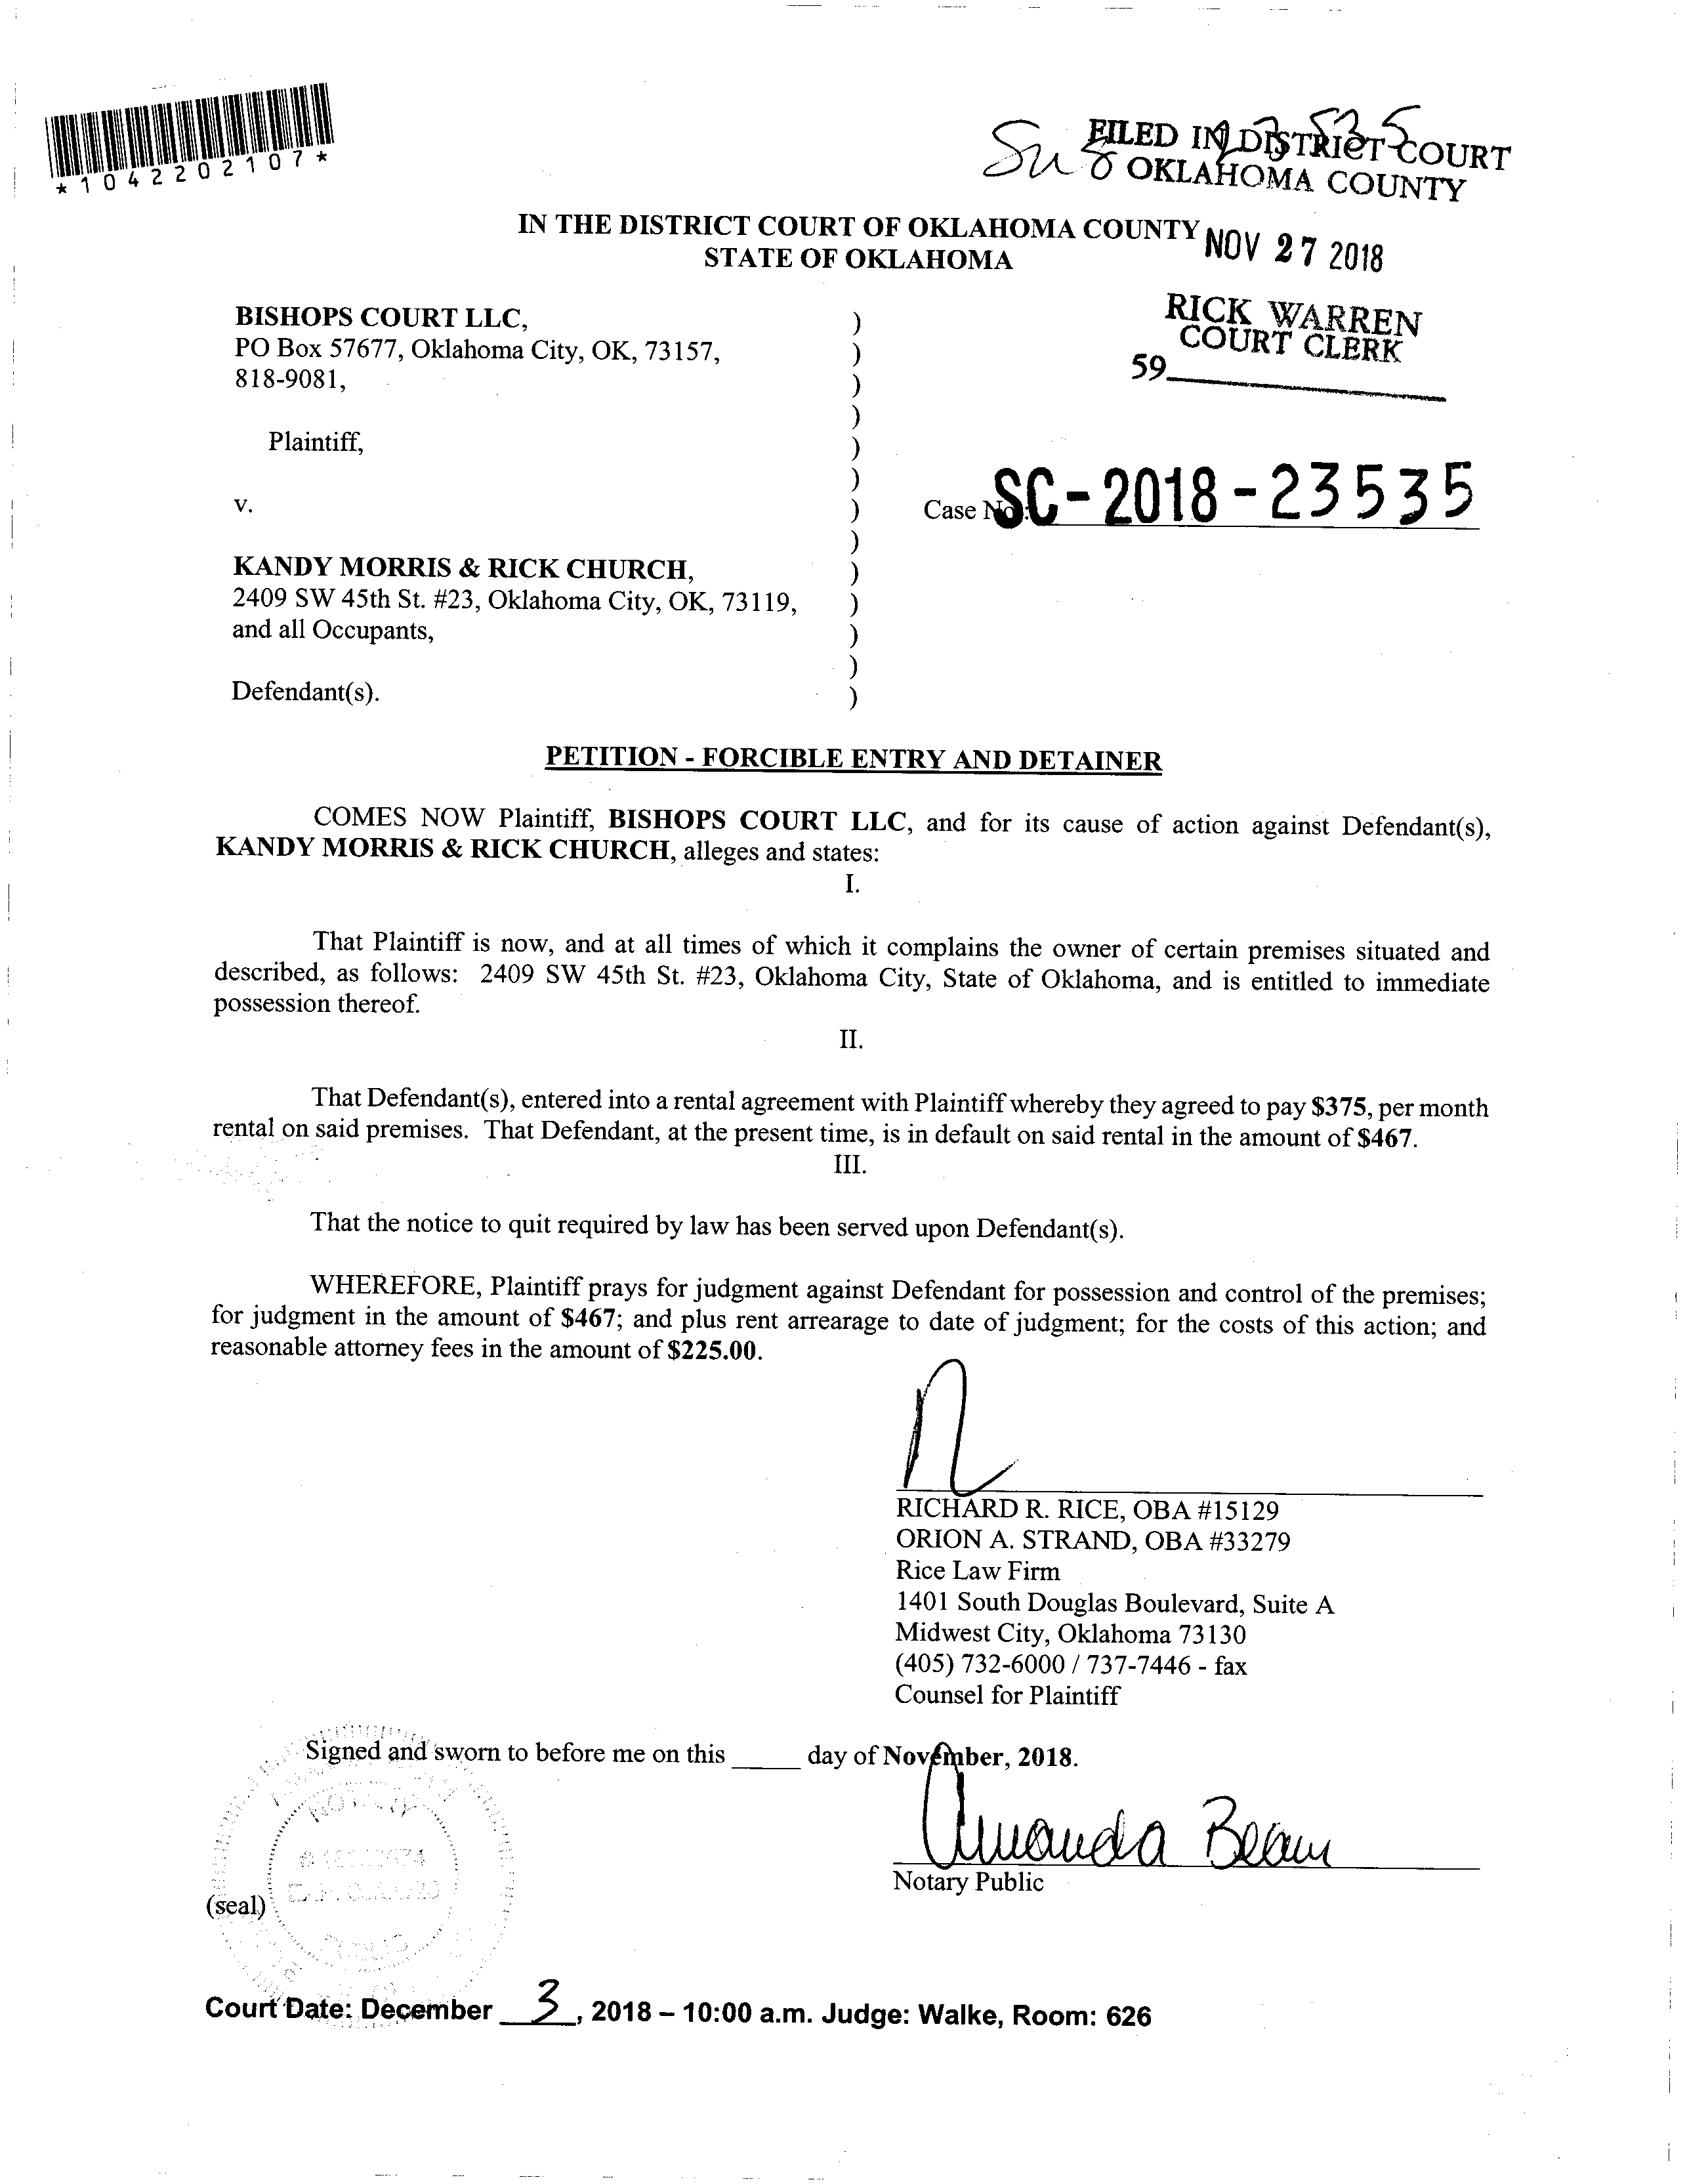 *1042202107*
FILED IN DISTRICT COURT
OKLAHOMA COUNTY
IN THE DISTRICT COURT OF OKLAHOMA COUNTY
STATE OF OKLAHOMA
NOV 27 2018
RICK WARREN
COURT CLERK
59
BISHOPS COURT LLC,
PO Box 57677, Oklahoma City, OK, 73157,
818-9081,
Plaintiff,
v.
Case No.: SC-2018-23535
KANDY MORRIS & RICK CHURCH,
2409 SW 45th St. #23, Oklahoma City, OK, 73119,
and all Occupants,
Defendant(s).
)
)
)
)
)
)
)
)
)
)
)
)
)
PETITION - FORCIBLE ENTRY AND DETAINER
COMES NOW Plaintiff, BISHOPS COURT LLC, and for its cause of action against Defendant(s),
KANDY MORRIS & RICK CHURCH, alleges and states:
I.
That Plaintiff is now, and at all times of which it complains the owner of certain premises situated and
described, as follows: 2409 SW 45th St. #23, Oklahoma City, State of Oklahoma, and is entitled to immediate
possession thereof.
II.
That Defendant(s), entered into a rental agreement with Plaintiff whereby they agreed to pay $375, per month
rental on said premises. That Defendant, at the present time, is in default on said rental in the amount of $467.
III.
That the notice to quit required by law has been served upon Defendant(s).
WHEREFORE, Plaintiff prays for judgment against Defendant for possession and control of the premises;
for judgment in the amount of $467; and plus rent arrearage to date of judgment; for the costs of this action; and
reasonable attorney fees in the amount of $225.00.
RICHARD R. RICE, OBA #15129
ORION A. STRAND, OBA #33279
Rice Law Firm
1401 South Douglas Boulevard, Suite A
Midwest City, Oklahoma 73130
(405) 732-6000 / 737-7446 - fax
Counsel for Plaintiff
Signed and sworn to before me on this _____ day of November, 2018.
Amanda Beam
Notary Public
(seal)
Court Date: December 3, 2018 – 10:00 a.m. Judge: Walke, Room: 626